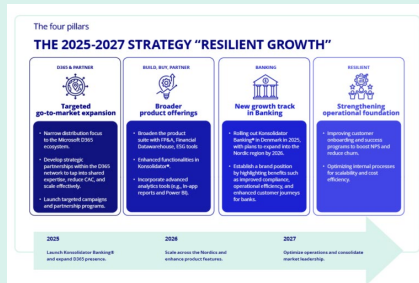 The four pillars
THE 2025-2027 STRATEGY “RESILIENT GROWTH”
D365 & PARTNER
Targeted
go-to-market expansion
• Narrow distribution focus
to the Microsoft D365
ecosystem.
• Develop strategic
partnerships within the D365
network to tap into shared
expertise, reduce CAC, and
scale effectively.
• Launch targeted campaigns
and partnership programs.
BUILD, BUY, PARTNER
Broader
product offerings
• Broaden the product
suite with FP&A, Financial
Datawarehouse, ESG tools
• Enhanced functionalities in
Konsolidator®.
• Incorporate advanced
analytics tools (e.g., In-app
reports and Power BI).
BANKING
New growth track
in Banking
• Rolling out Konsolidator
Banking® in Denmark in 2025,
with plans to expand into the
Nordic region by 2026.
• Establish a brand position
by highlighting benefits such
as improved compliance,
operational efficiency, and
enhanced customer journeys
for banks.
RESILIENT
Strengthening
operational foundation
• Improving customer
onboarding and success
programs to boost NPS and
reduce churn.
• Optimizing internal processes
for scalability and cost
efficiency.
2025
Launch Konsolidator Banking®
and expand D365 presence.
2026
Scale across the Nordics and
enhance product features.
2027
Optimize operations and consolidate
market leadership.